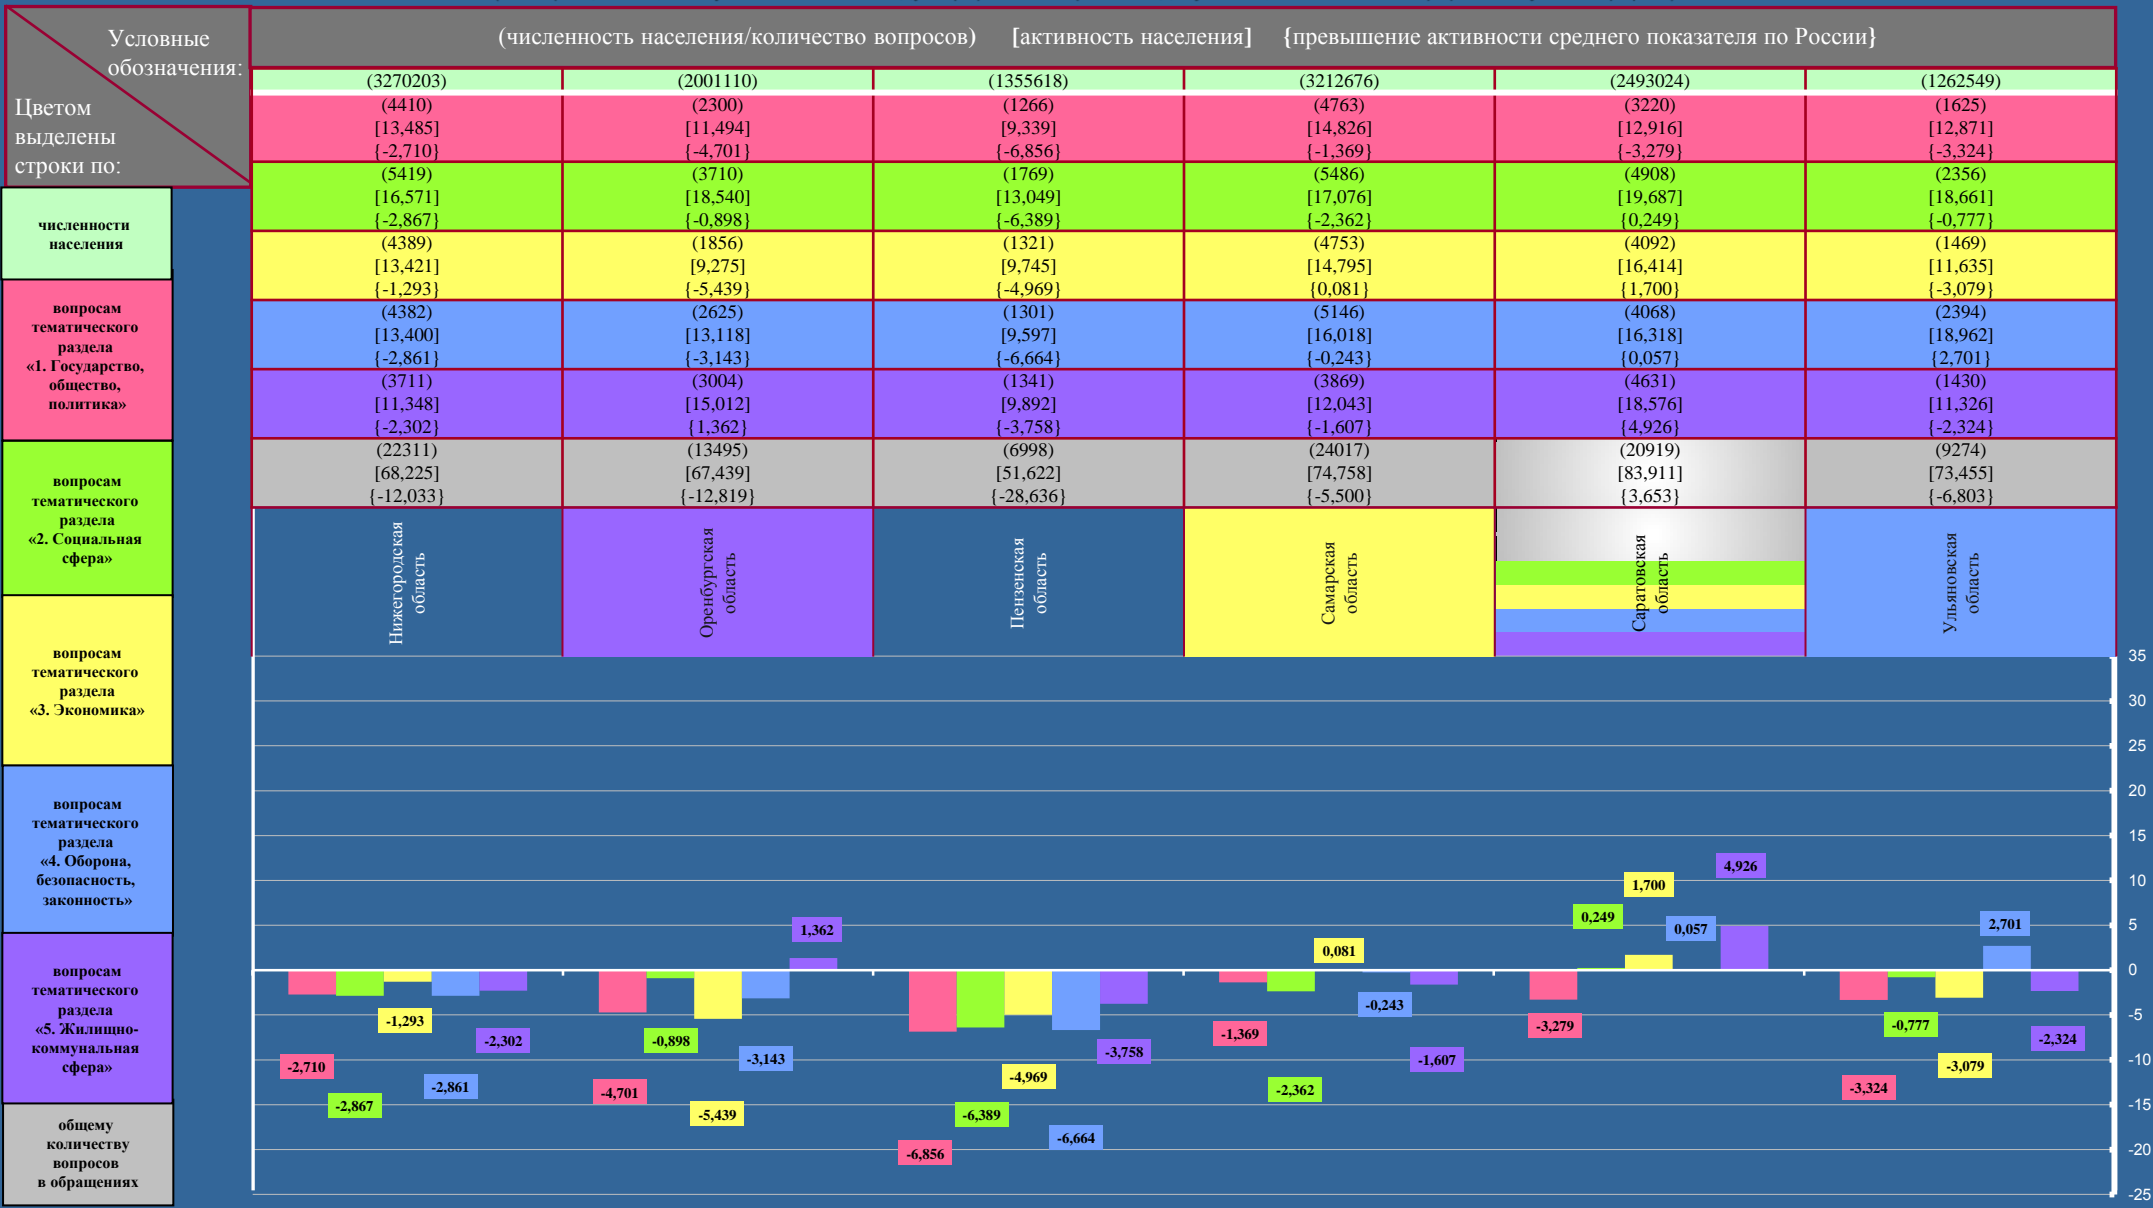 Условные
обозначения:
Цветом
выделены
строки по:
(численность населения/количество вопросов) [активность населения] {превышение активности среднего показателя по России}
(3270203) (2001110) (1355618) (3212676) (2493024) (1262549)
(4410) (2300) (1266) (4763) (3220) (1625)
[13,485] [11,494] [9,339] [14,826] [12,916] [12,871]
{-2,710} {-4,701} {-6,856} {-1,369} {-3,279} {-3,324}
(5419) (3710) (1769) (5486) (4908) (2356)
[16,571] [18,540] [13,049] [17,076] [19,687] [18,661]
{-2,867} {-0,898} {-6,389} {-2,362} {0,249} {-0,777}
(4389) (1856) (1321) (4753) (4092) (1469)
[13,421] [9,275] [9,745] [14,795] [16,414] [11,635]
{-1,293} {-5,439} {-4,969} {0,081} {1,700} {-3,079}
(4382) (2625) (1301) (5146) (4068) (2394)
[13,400] [13,118] [9,597] [16,018] [16,318] [18,962]
{-2,861} {-3,143} {-6,664} {-0,243} {0,057} {2,701}
(3711) (3004) (1341) (3869) (4631) (1430)
[11,348] [15,012] [9,892] [12,043] [18,576] [11,326]
{-2,302} {1,362} {-3,758} {-1,607} {4,926} {-2,324}
(22311) (13495) (6998) (24017) (20919) (9274)
[68,225] [67,439] [51,622] [74,758] [83,911] [73,455]
{-12,033} {-12,819} {-28,636} {-5,500} {3,653} {-6,803}
Нижегородская
область
Оренбургская
область
Пензенская
область
Самарская
область
Саратовская
область
Ульяновская
область
численности
населения
вопросам
тематического
раздела
«1. Государство,
общество,
политика»
вопросам
тематического
раздела
«2. Социальная
сфера»
вопросам
тематического
раздела
«3. Экономика»
вопросам
тематического
раздела
«4. Оборона,
безопасность,
законность»
вопросам
тематического
раздела
«5. Жилищно-
коммунальная
сфера»
общему
количеству
вопросов
в обращениях
-2,710
-2,867
-1,293
-2,861
-2,302
-4,701
-0,898
-5,439
-3,143
1,362
-6,856
-6,389
-4,969
-6,664
-3,758
-1,369
-2,362
0,081
-0,243
-1,607
-3,279
0,249
1,700
0,057
4,926
-3,324
-0,777
-3,079
2,701
-2,324
35
30
25
20
15
10
5
0
-5
-10
-15
-20
-25